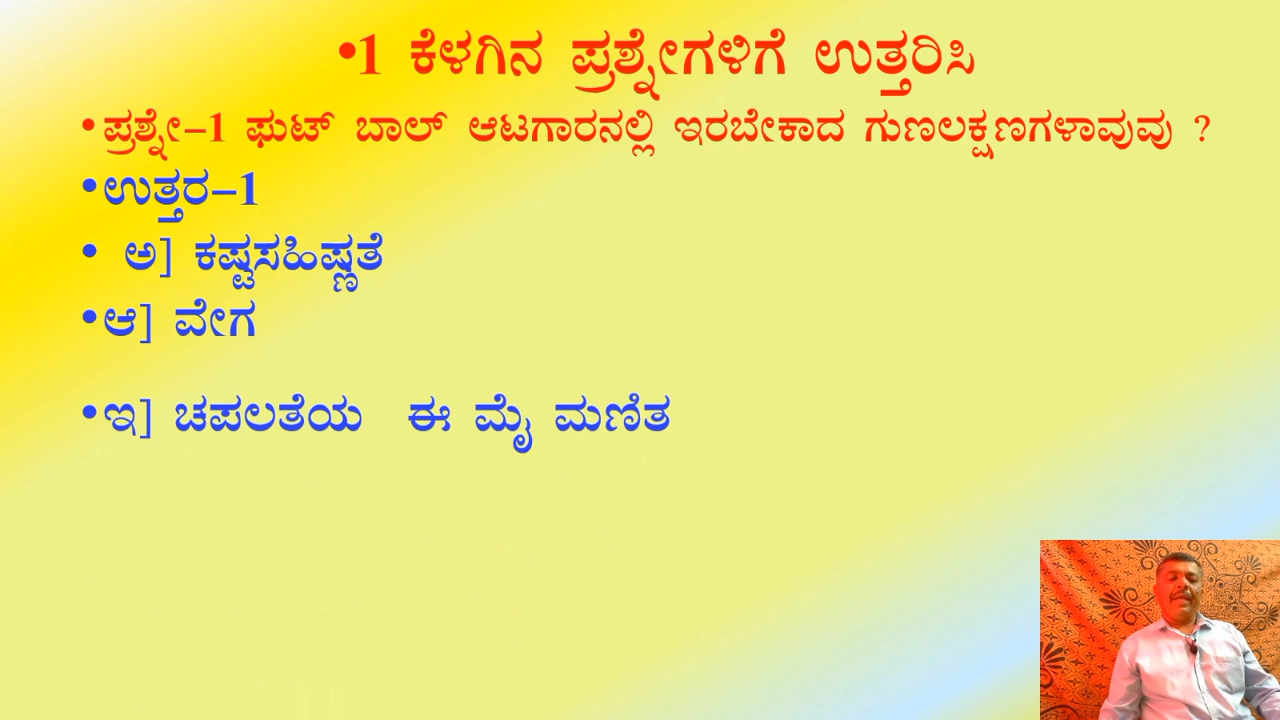 •1 ಕೆಳಗಿನ ಪ್ರಶ್ನೇಗಳಿಗೆ ಉತ್ತರಿಸಿ
•ಪ್ರಶ್ನೇ–1 ಫುಟ್ ಬಾಲ್ ಆಟಗಾರನಲ್ಲಿ ಇರಬೇಕಾದ ಗುಣಲಕ್ಷಣಗಳಾವುವು ?
•ಉತ್ತರ–1
• ಅ] ಕಷ್ಟಸಹಿಷ್ಣತೆ
•ಆ] ವೇಗ
•ಇ] ಚಪಲತೆಯ ಈ ಮೈ ಮಣಿತ